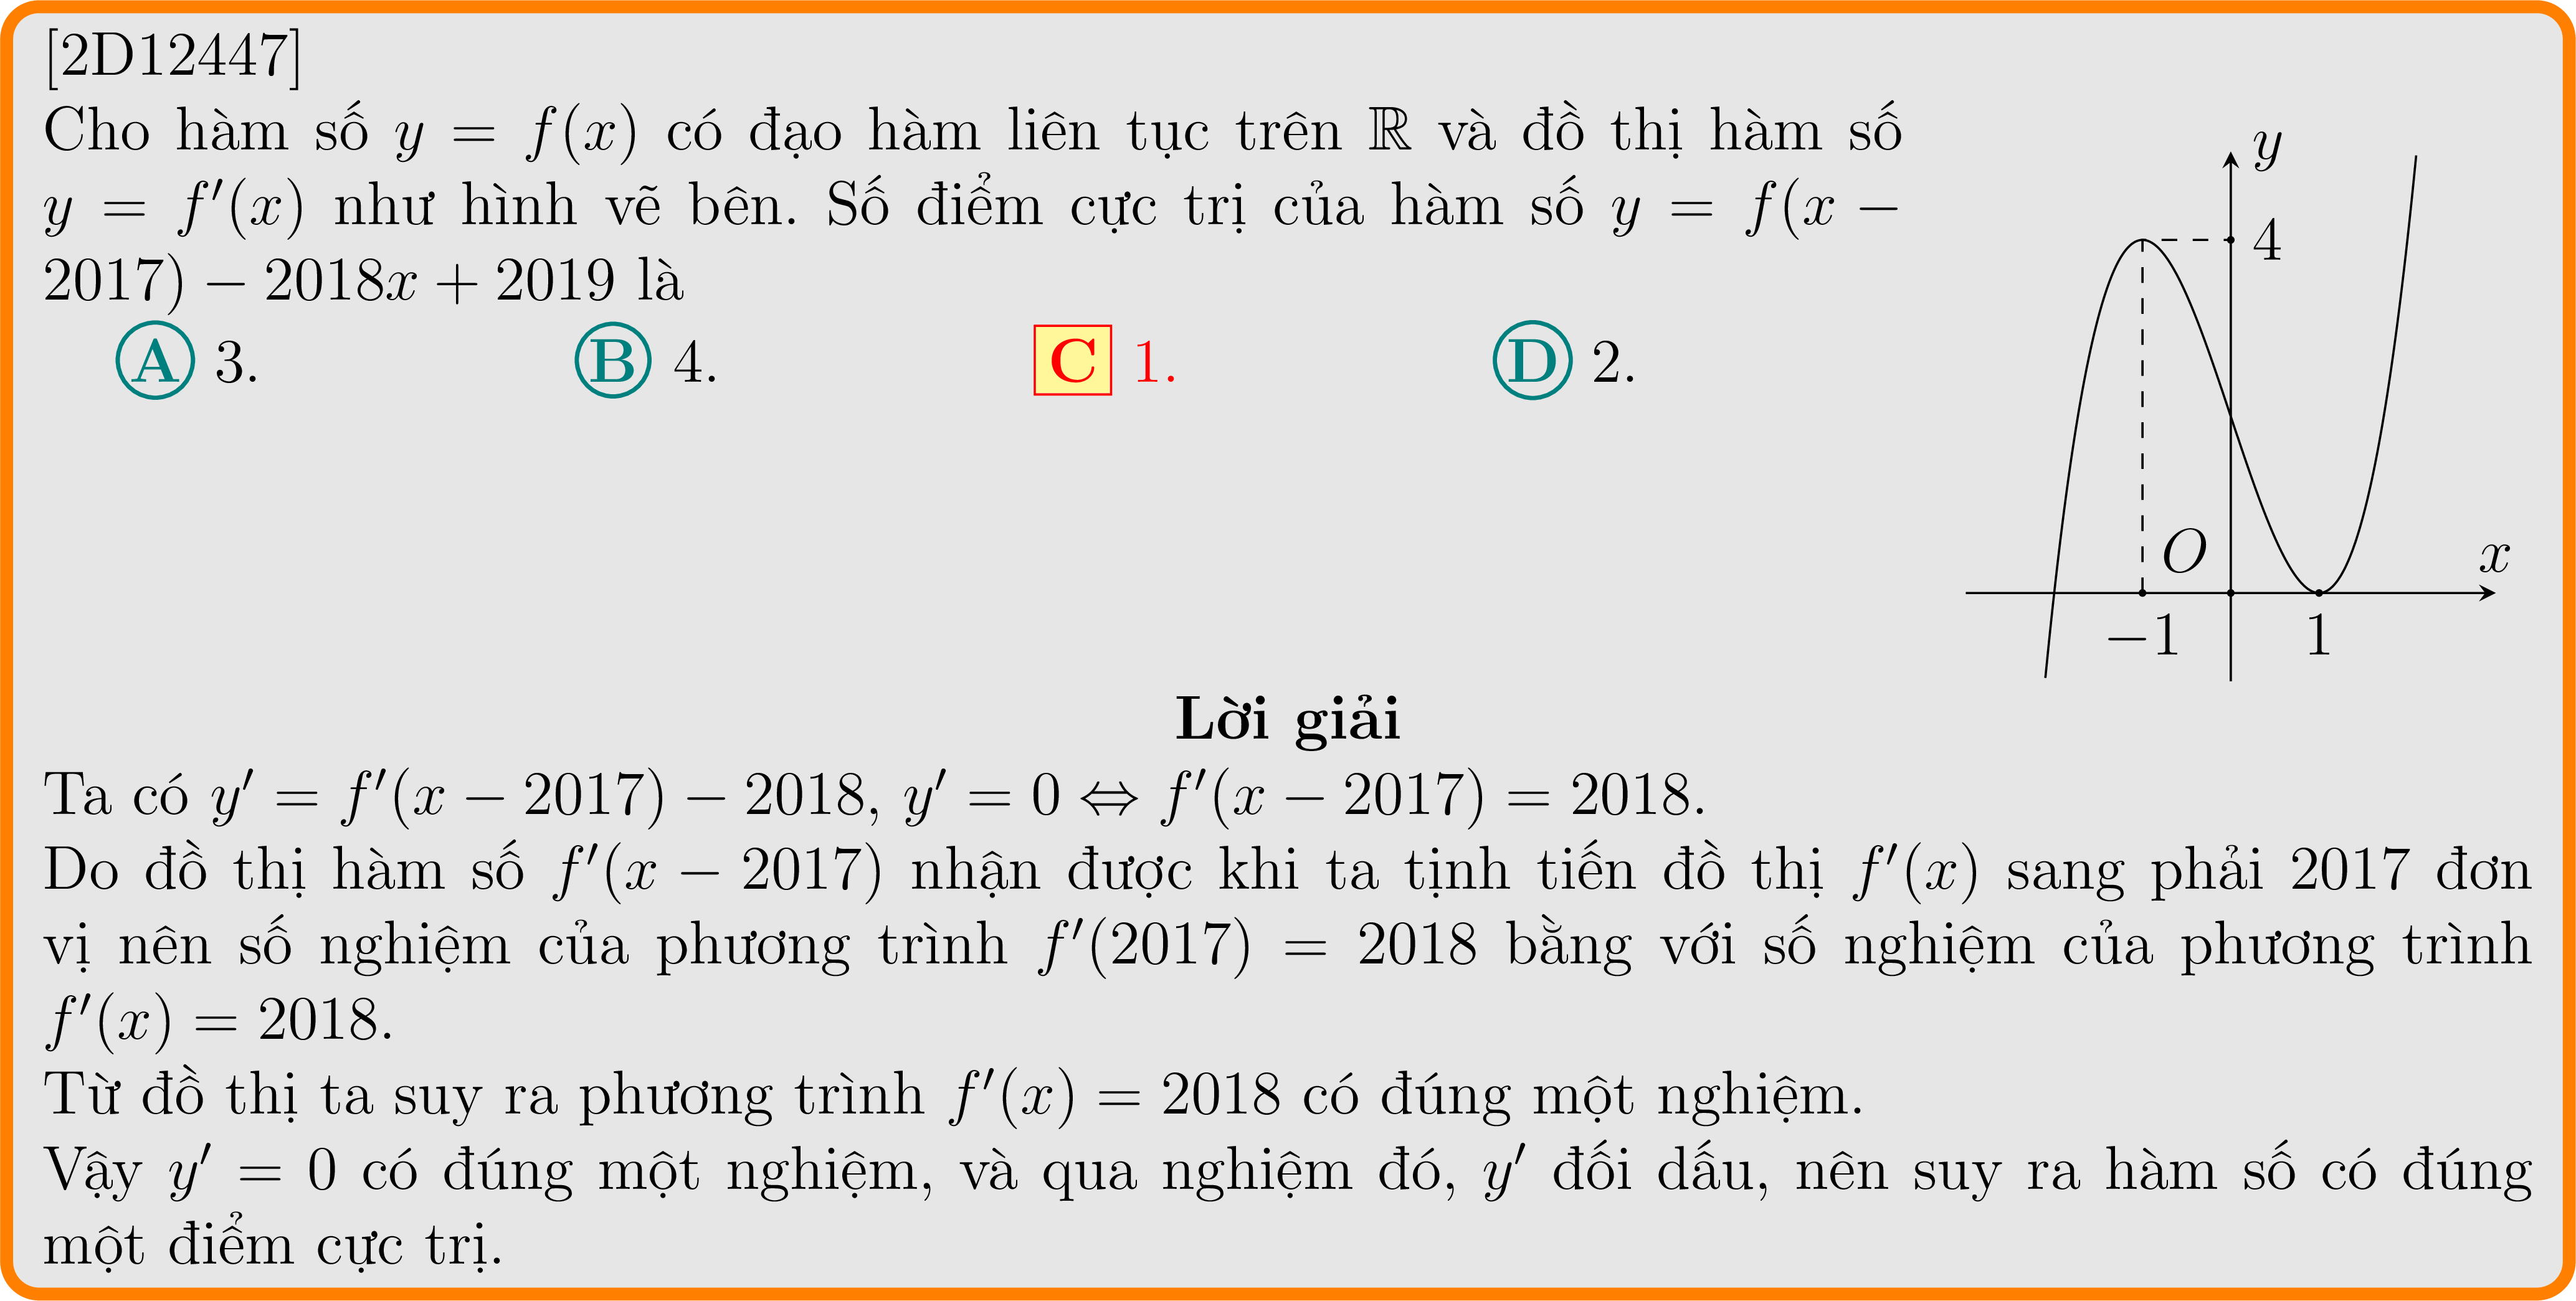 [2D12447]
Cho hàm số y = f(x) có đạo hàm liên tục trên ℝ và đồ thị hàm số
y = f′(x) như hình vẽ bên. Số điểm cực trị của hàm số y = f(x −
2017) − 2018x + 2019 là
A 3. B 4. C 1. D 2.
y
4
O
x
−1 1
Lời giải
Ta có y′ = f′(x − 2017) − 2018, y′ = 0 ⇔ f′(x − 2017) = 2018.
Do đồ thị hàm số f′(x − 2017) nhận được khi ta tịnh tiến đồ thị f′(x) sang phải 2017 đơn
vị nên số nghiệm của phương trình f′(2017) = 2018 bằng với số nghiệm của phương trình
f′(x) = 2018.
Từ đồ thị ta suy ra phương trình f′(x) = 2018 có đúng một nghiệm.
Vậy y′ = 0 có đúng một nghiệm, và qua nghiệm đó, y′ đối dấu, nên suy ra hàm số có đúng
một điểm cực trị.